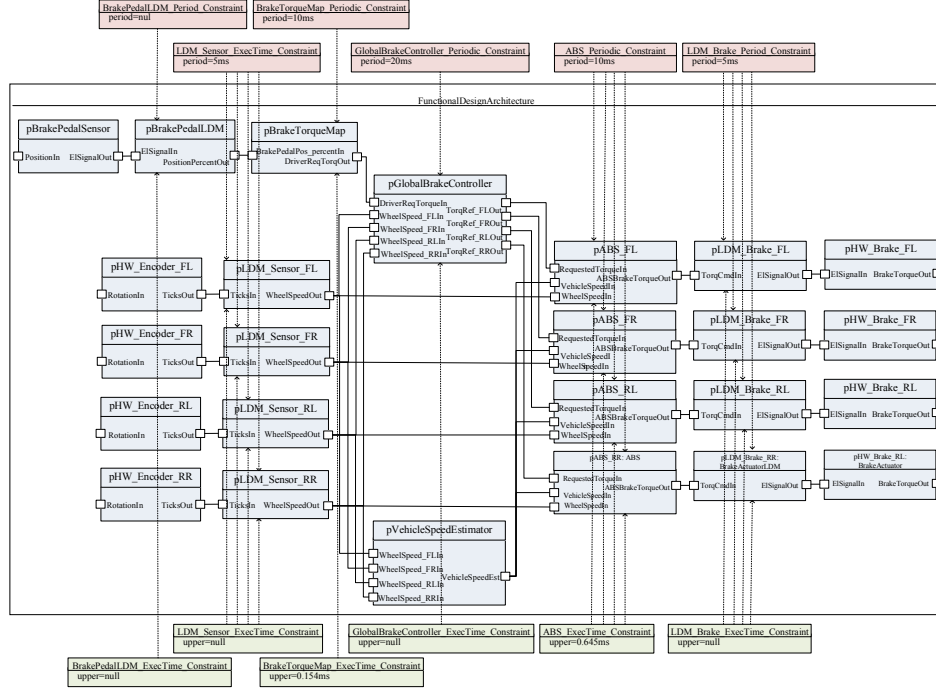 BrakePedalLDM_Period_Constraint
period=null
BrakeTorqueMap_Periodic_Constraint
period=10ms
LDM_Sensor_ExecTime_Constraint
period=5ms
GlobalBrakeController_Periodic_Constraint
period=20ms
ABS_Periodic_Constraint
period=10ms
LDM_Brake_Period_Constraint
period=5ms
FunctionalDesignArchitecture
pBrakePedalSensor
PositionIn
ElSignalOut
pBrakePedalLDM
ElSignalIn
PositionPercentOut
pBrakeTorqueMap
BrakePedalPos_percentIn
DriverReqTorqOut
pGlobalBrakeController
DriverReqTorqueIn
WheelSpeed_FLIn
WheelSpeed_FRIn
WheelSpeed_RLIn
WheelSpeed_RRIn
TorqRef_FLOut
TorqRef_FROut
TorqRef_RLOut
TorqRef_RROut
pHW_Encoder_FL
RotationIn
TicksOut
pLDM_Sensor_FL
TicksIn
WheelSpeedOut
pABS_FL
RequestedTorqueIn
ABSBrakeTorqueOut
VehicleSpeedIn
WheelSpeedIn
pLDM_Brake_FL
TorqCmdIn
ElSignalOut
pHW_Brake_FL
ElSignalIn
BrakeTorqueOut
pHW_Encoder_FR
RotationIn
TicksOut
pLDM_Sensor_FR
TicksIn
WheelSpeedOut
pABS_FR
RequestedTorqueIn
ABSBrakeTorqueOut
VehicleSpeedI
WheelSpeedIn
pLDM_Brake_FR
TorqCmdIn
ElSignalOut
pHW_Brake_FR
ElSignalIn
BrakeTorqueOut
pHW_Encoder_RL
RotationIn
TicksOut
pLDM_Sensor_RL
TicksIn
WheelSpeedOut
pABS_RL
RequestedTorqueIn
ABSBrakeTorqueOut
VehicleSpeedIn
WheelSpeedIn
pLDM_Brake_RL
TorqCmdIn
ElSignalOut
pHW_Brake_RL
ElSignalIn
BrakeTorqueOut
pHW_Encoder_RR
RotationIn
TicksOut
pLDM_Sensor_RR
TicksIn
WheelSpeedOut
pABS_RR: ABS
RequestedTorqueIn
ABSBrakeTorqueOut
VehicleSpeedIn
WheelSpeedIn
pLDM_Brake_RR:
BrakeActuatorLDM
TorqCmdIn
ElSignalOut
pHW_Brake_RL:
BrakeActuator
ElSignalIn
BrakeTorqueOut
pVehicleSpeedEstimator
WheelSpeed_FLIn
WheelSpeed_FRIn
WheelSpeed_RLIn
WheelSpeed_RRIn
VehicleSpeedEst
LDM_Sensor_ExecTime_Constraint
upper=null
GlobalBrakeController_ExecTime_Constraint
upper=null
ABS_ExecTime_Constraint
upper=0.645ms
LDM_Brake_ExecTime_Constraint
upper=null
BrakePedalLDM_ExecTime_Constraint
upper=null
BrakeTorqueMap_ExecTime_Constraint
upper=0.154ms